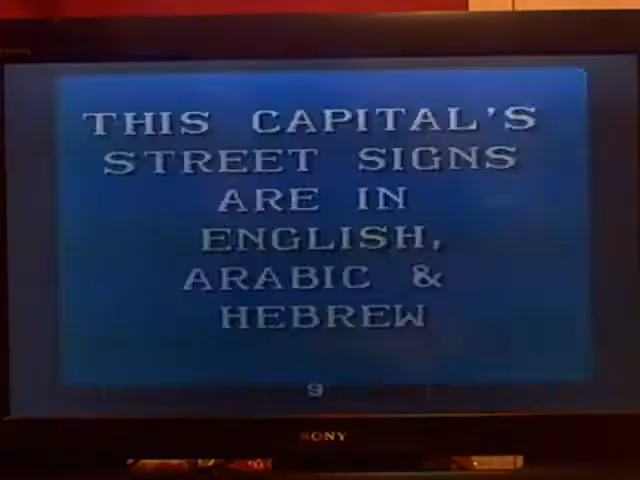 THIS CAPITAL'S
STREET SIGNS
ARE IN
ENGLISH,
ARABIC &
HEBREW
9
SONY